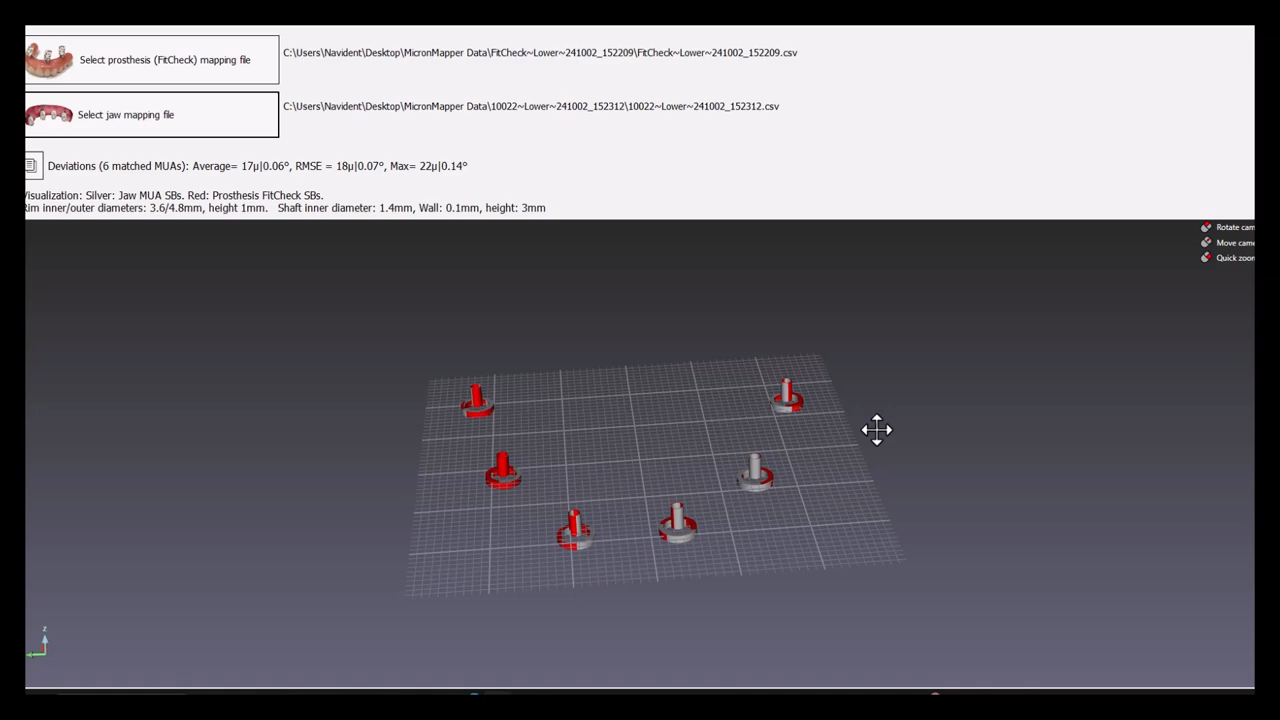 Select prosthesis (FitCheck) mapping file
C:\Users\Navident\Desktop\MicronMapper Data\FitCheck~Lower~241002_152209\FitCheck~Lower~241002_152209.csv
Select jaw mapping file
C:\Users\Navident\Desktop\MicronMapper Data\10022~Lower~241002_152312\10022~Lower~241002_152312.csv
Deviations (6 matched MUAs): Average= 17µ|0.06°, RMSE = 18µ|0.07°, Max= 22µ|0.14°
isualization: Silver: Jaw MUA SBs. Red: Prosthesis FitCheck SBs.
im inner/outer diameters: 3.6/4.8mm, height 1mm. Shaft inner diameter: 1.4mm, Wall: 0.1mm, height: 3mm
Rotate cam
Move came
Quick zoon
z